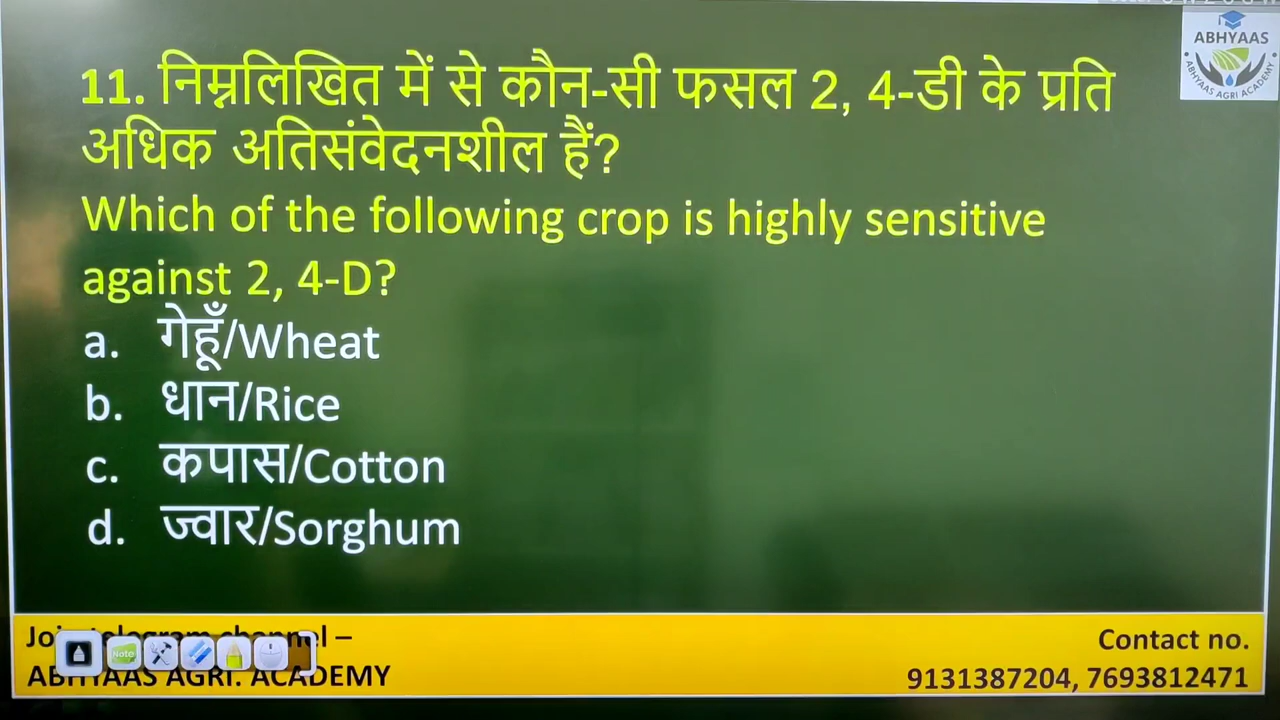 ABHYAAS
ABHYAAS AGRI ACADEMY
11. निम्नलिखित में से कौन-सी फसल 2, 4-डी के प्रति
अधिक अतिसंवेदनशील हैं?
Which of the following crop is highly sensitive
against 2, 4-D?
a. गेहूँ/Wheat
b. धान/Rice
c. कपास/Cotton
d. ज्वार/Sorghum
Join telegram channel –
ABHYAAS AGRI. ACADEMY
Note
Contact no.
9131387204, 7693812471